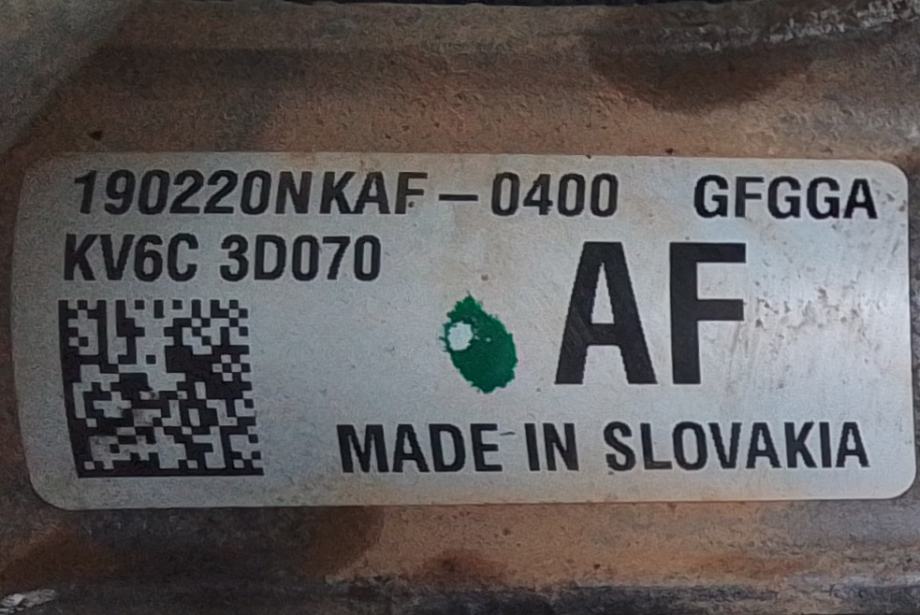 190220NKAF-0400 GFGGA
KV6C 3D070
AF
MADE IN SLOVAKIA